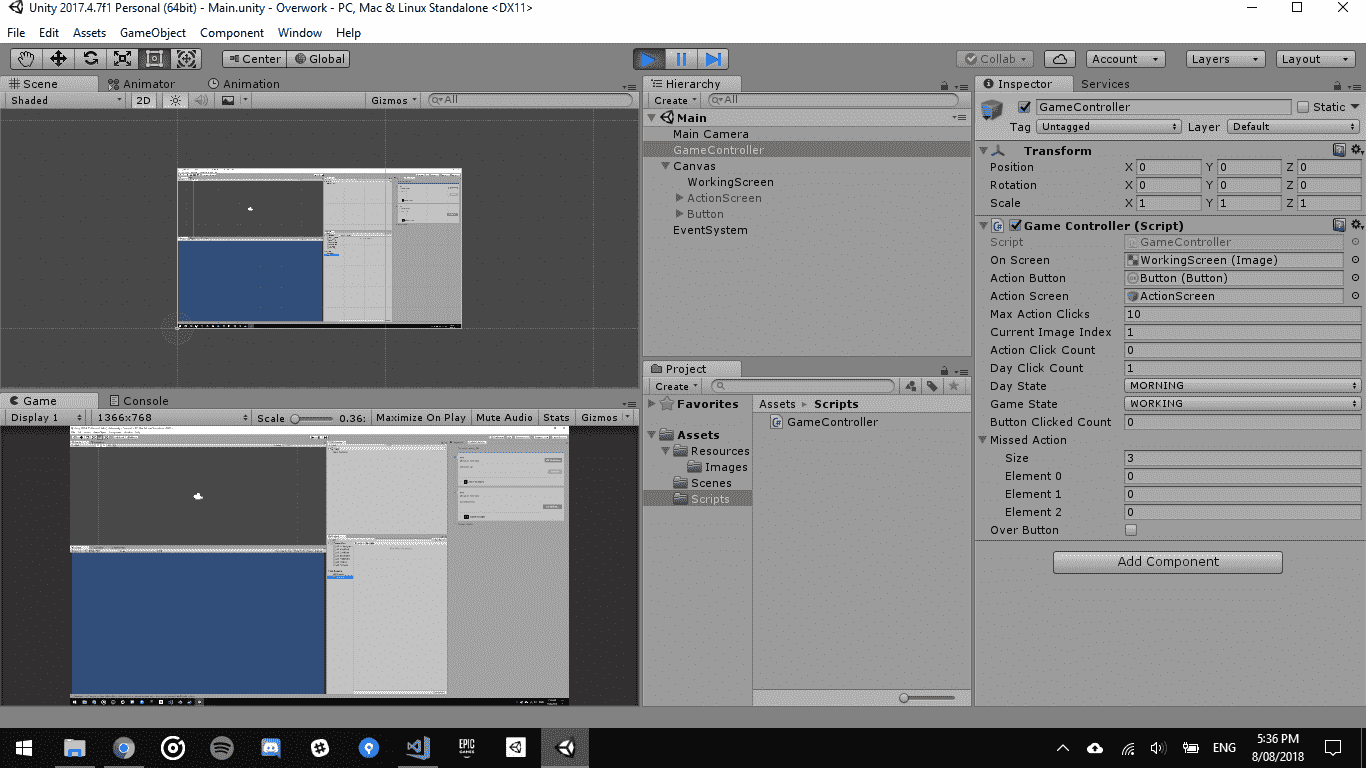 Unity 2017.4.7f1 Personal (64bit) - Main.unity - Overwork - PC, Mac & Linux Standalone <DX11>
File Edit Assets GameObject Component Window Help
Center Global Collab Account Layers Layout
Scene Animator Animation
Shaded 2D Gizmos All
Game Console
Display 1 1366x768 Scale 0.36: Maximize On Play Mute Audio Stats Gizmos
Hierarchy
Create All
Main
Main Camera
GameController
Canvas
WorkingScreen
ActionScreen
Button
EventSystem
Project
Create
Favorites
Assets
Resources
Images
Scenes
Scripts
Assets Scripts
GameController
Inspector Services
GameController Static
Tag Untagged Layer Default
Transform
Position X 0 Y 0 Z 0
Rotation X 0 Y 0 Z 0
Scale X 1 Y 1 Z 1
Game Controller (Script)
Script GameController
On Screen WorkingScreen (Image)
Action Button Button (Button)
Action Screen ActionScreen
Max Action Clicks 10
Current Image Index 1
Action Click Count 0
Day Click Count 1
Day State MORNING
Game State WORKING
Button Clicked Count 0
Missed Action
Size 3
Element 0 0
Element 1 0
Element 2 0
Over Button
Add Component
EPIC GAMES
ENG
5:36 PM
8/08/2018